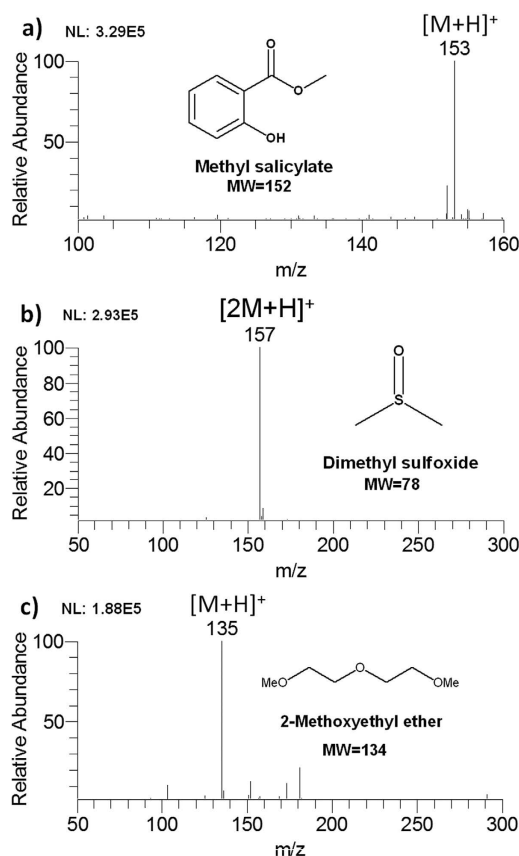 a)
NL: 3.29E5
[M+H]+
153
100
50
Relative Abundance
O
O
OH
Methyl salicylate
MW=152
100 120 140 160
m/z
b)
NL: 2.93E5
[2M+H]+
157
100
80
60
40
20
Relative Abundance
O
S
Dimethyl sulfoxide
MW=78
50 100 150 200 250 300
m/z
c)
NL: 1.88E5
[M+H]+
135
100
50
Relative Abundance
MeO O OMe
2-Methoxyethyl ether
MW=134
50 100 150 200 250 300
m/z